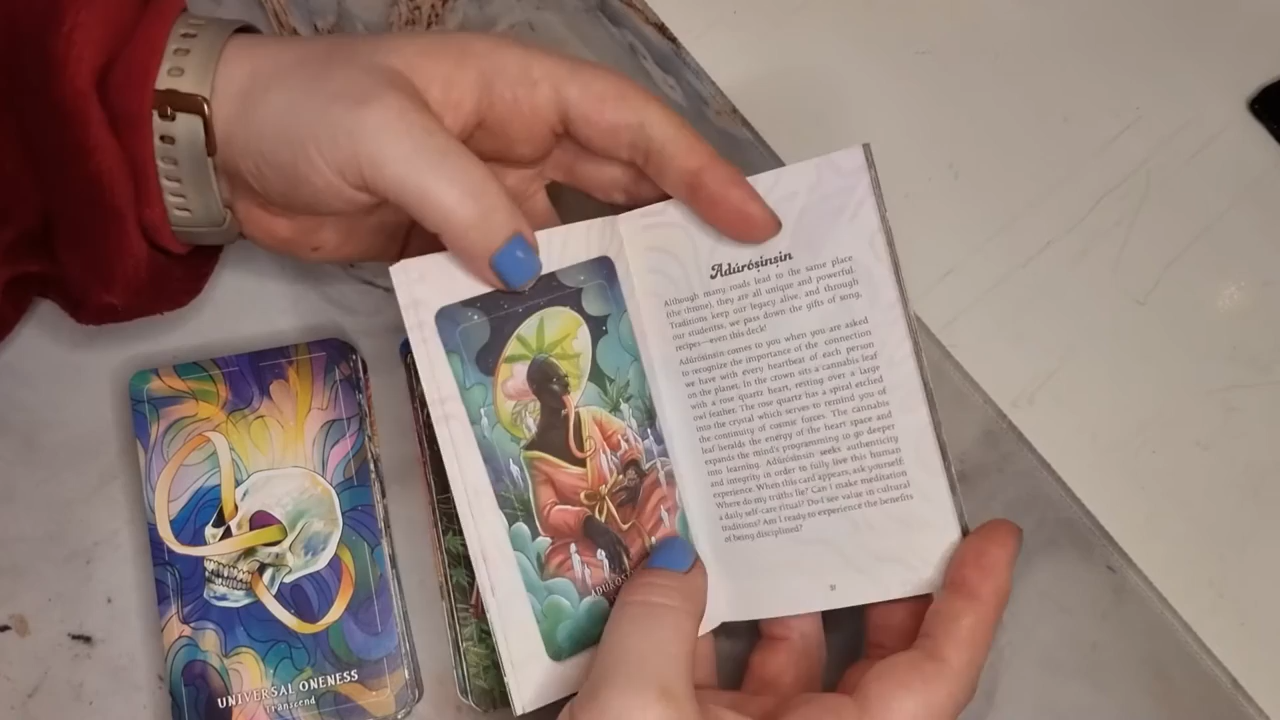 Adúróṣinṣin
Although many roads lead to the same place
(the throne), they are all unique and powerful.
Traditions keep our legacy alive, and through
our studentss, we pass down the gifts of song,
recipes—even this deck!
Adúróṣinṣin comes to you when you are asked
to recognize the importance of the connection
we have with every heartbeat of each person
on the planet. In the crown sits a cannabis leaf
with a rose quartz heart, resting over a large
owl feather. The rose quartz has a spiral etched
into the crystal which serves to remind you of
the continuity of cosmic forces. The cannabis
leaf heralds the energy of the heart space and
expands the mind's programming to go deeper
into learning. Adúróṣinṣin seeks authenticity
and integrity in order to fully live this human
experience. When this card appears, ask yourself:
Where do my truths lie? Can I make meditation
a daily self-care ritual? Do I see value in cultural
traditions? Am I ready to experience the benefits
of being disciplined?
UNIVERSAL ONENESS
Transcend